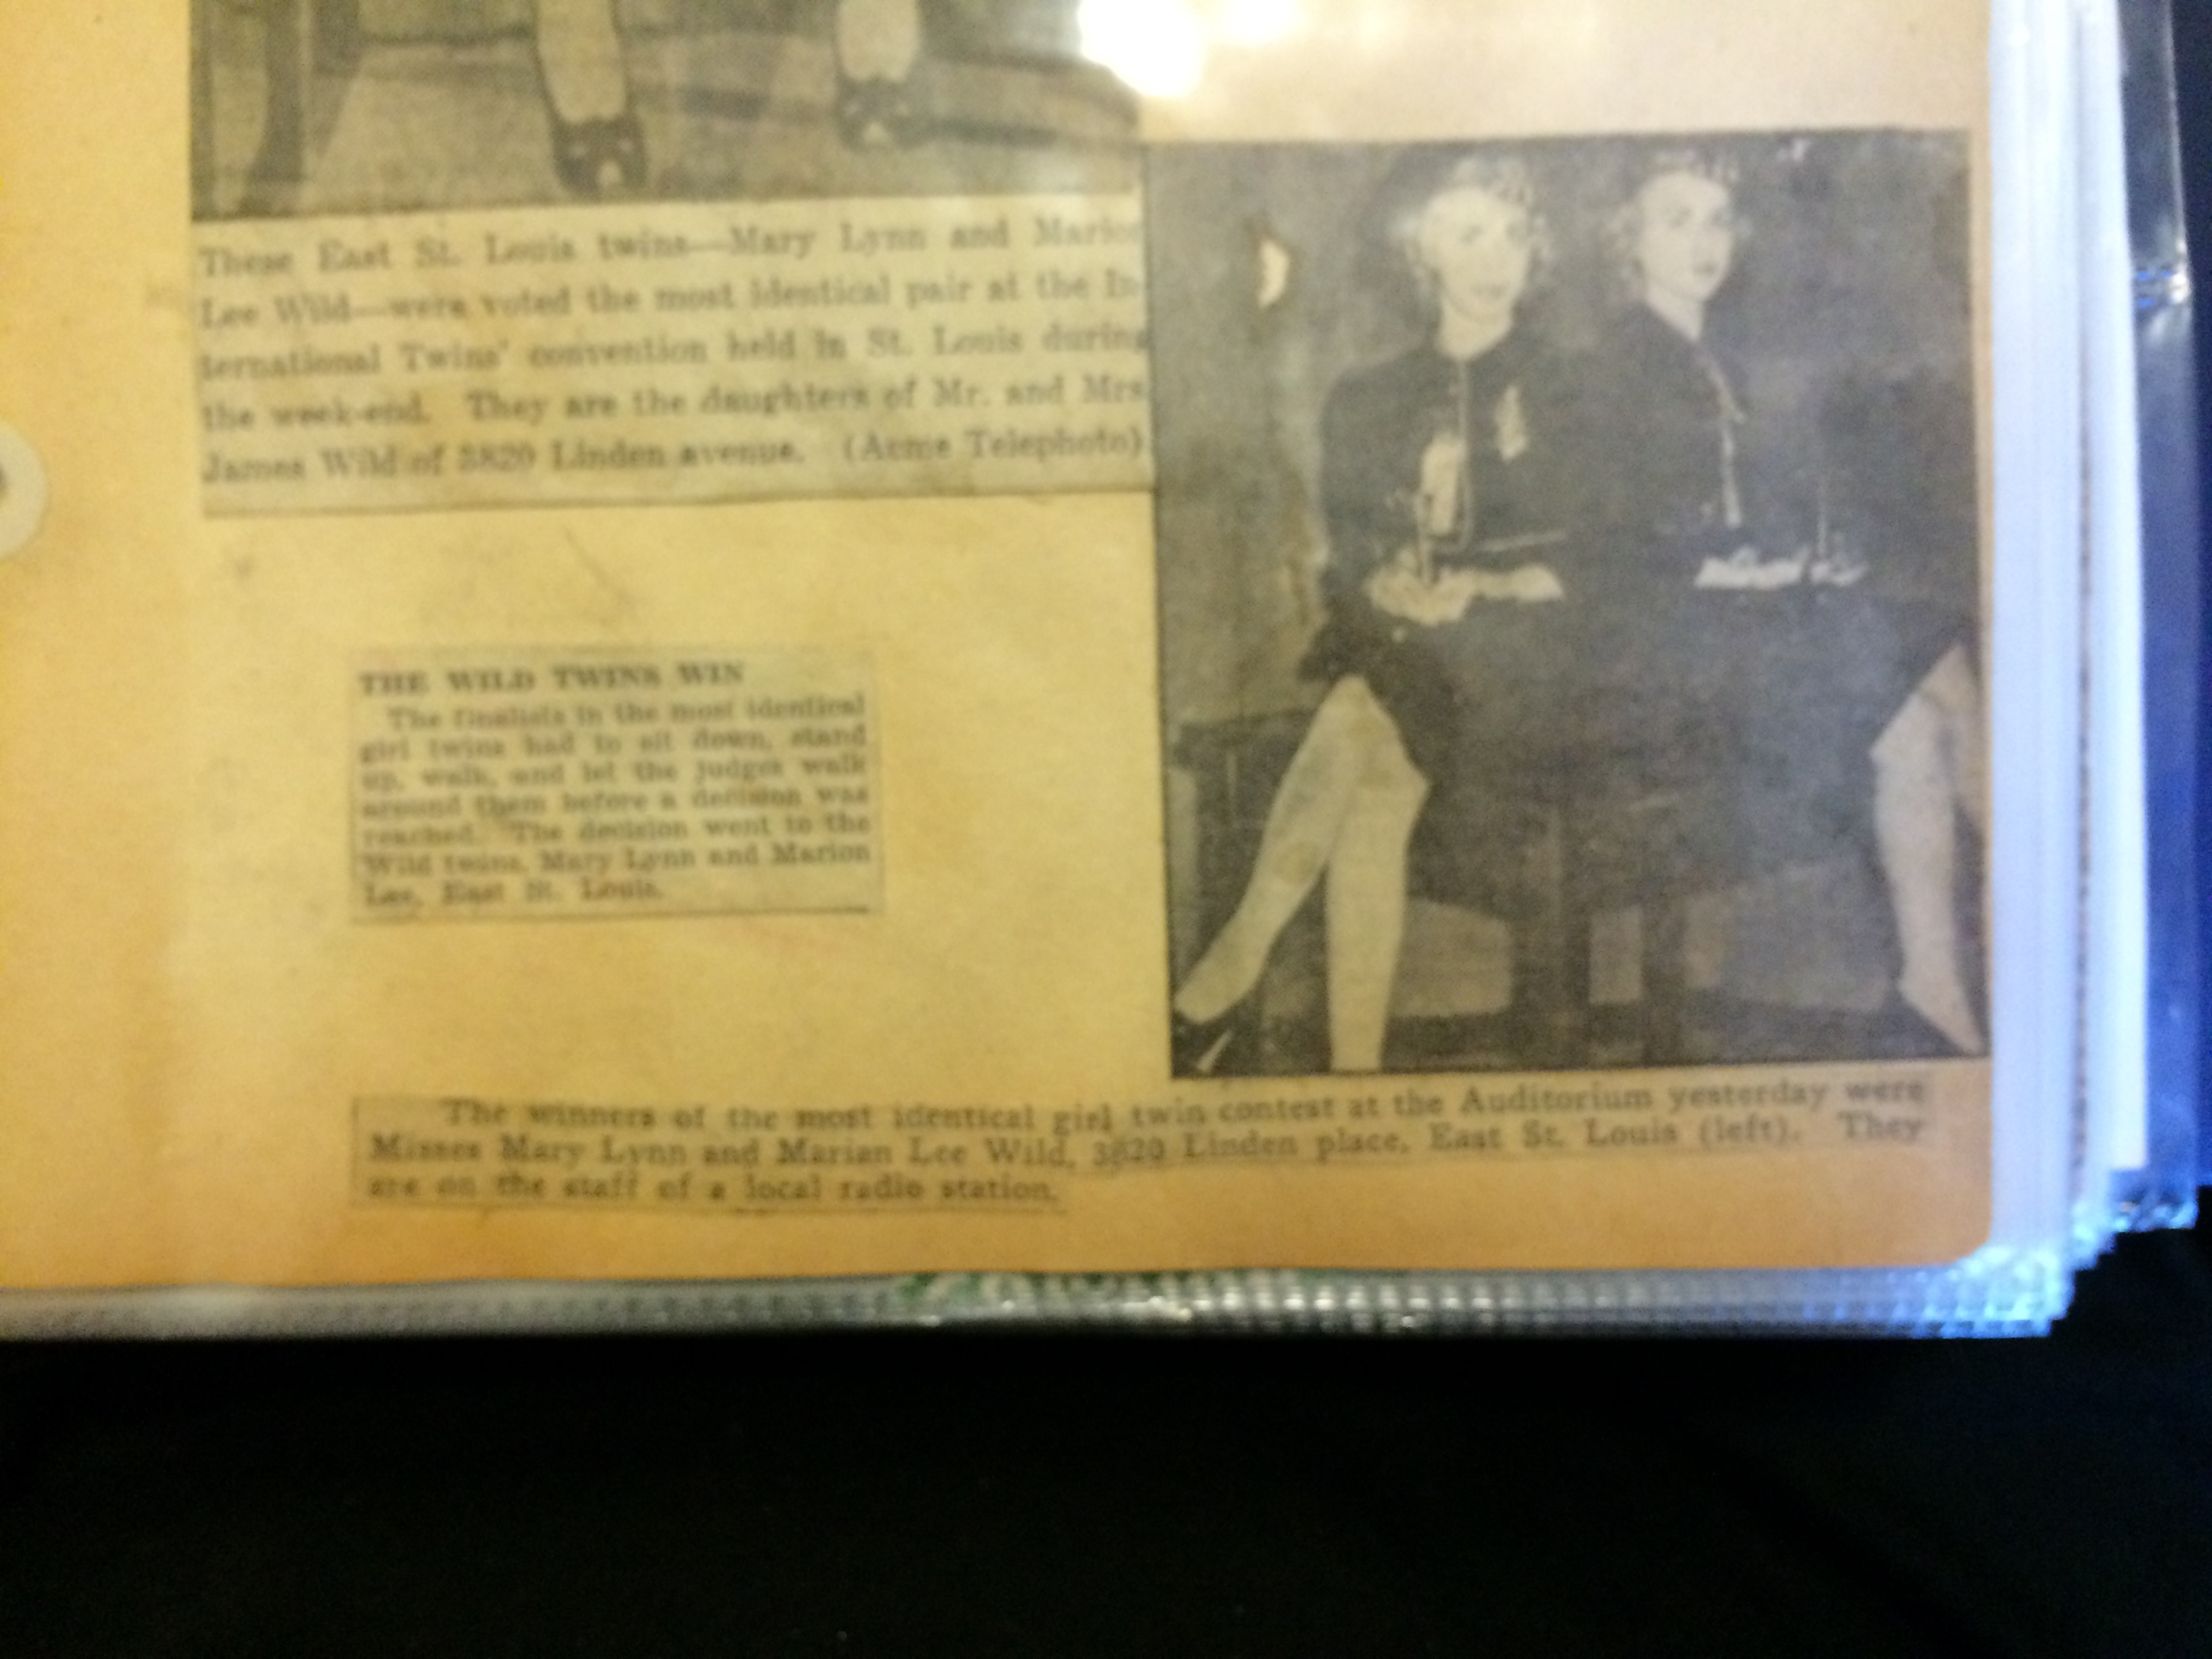 These East St. Louis twins—Mary Lynn and Marion
Lee Wild—were voted the most identical pair at the In-
ternational Twins' convention held in St. Louis during
the week-end. They are the daughters of Mr. and Mrs.
James Wild of 3820 Linden avenue. (Acme Telephoto)
THE WILD TWINS WIN
The finalists in the most identical
girl twins had to sit down, stand
up, walk, and let the judges walk
around them before a decision was
reached. The decision went to the
Wild twins, Mary Lynn and Marion
Lee, East St. Louis.
The winners of the most identical girl twin contest at the Auditorium yesterday were
Misses Mary Lynn and Marian Lee Wild, 3820 Linden place, East St. Louis (left). They
are on the staff of a local radio station.